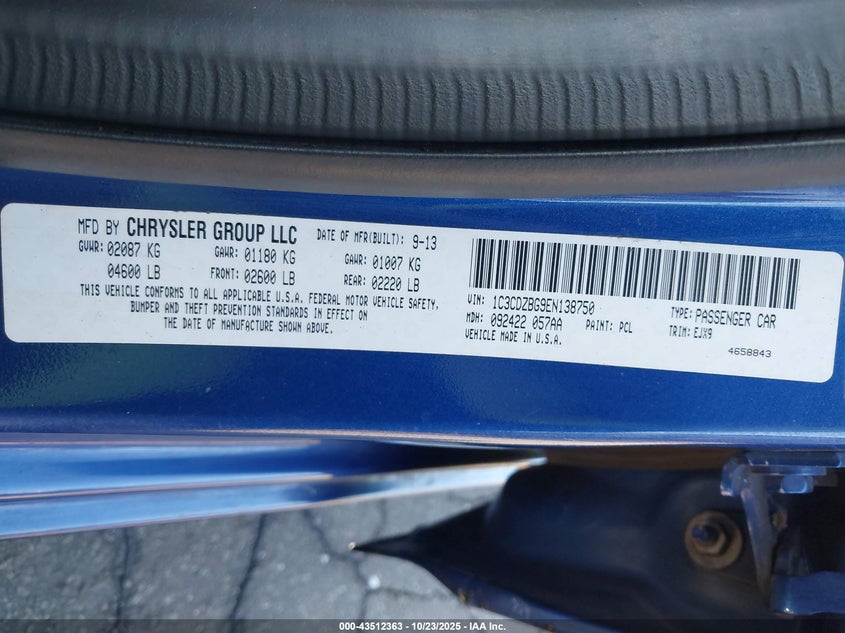 MFD BY CHRYSLER GROUP LLC DATE OF MFR(BUILT): 9-13
GVWR: 02087 KG GAWR: 01180 KG GAWR: 01007 KG
04600 LB FRONT: 02600 LB REAR: 02220 LB
THIS VEHICLE CONFORMS TO ALL APPLICABLE U.S.A. FEDERAL MOTOR VEHICLE SAFETY,
BUMPER AND THEFT PREVENTION STANDARDS IN EFFECT ON
THE DATE OF MANUFACTURE SHOWN ABOVE.
VIN: 1C3CDZBG9EN138750 TYPE: PASSENGER CAR
MDH: 092422 057AA PAINT: PCL TRIM: EJX9
VEHICLE MADE IN U.S.A. 4658843
000-43512363 | 10/23/2025 | IAA Inc.